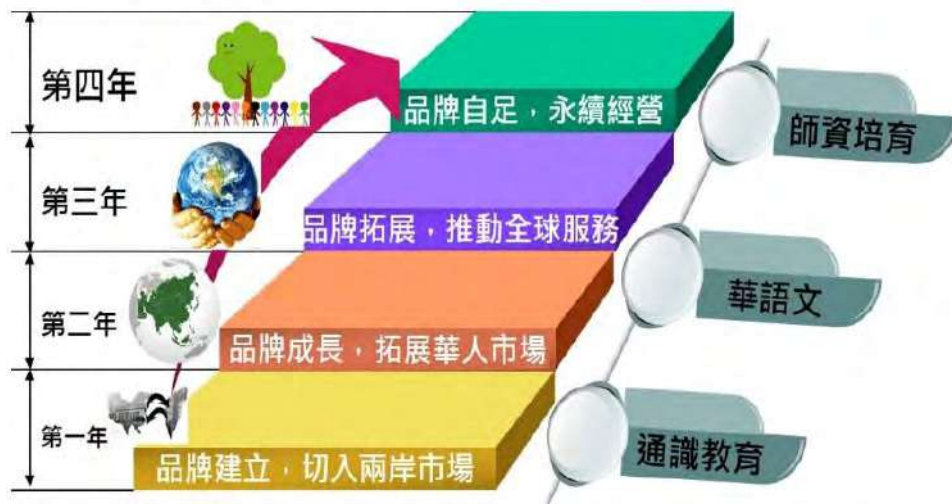 第四年
品牌自足，永續經營
師資培育
第三年
品牌拓展，推動全球服務
華語文
第二年
品牌成長，拓展華人市場
第一年
品牌建立，切入兩岸市場
通識教育